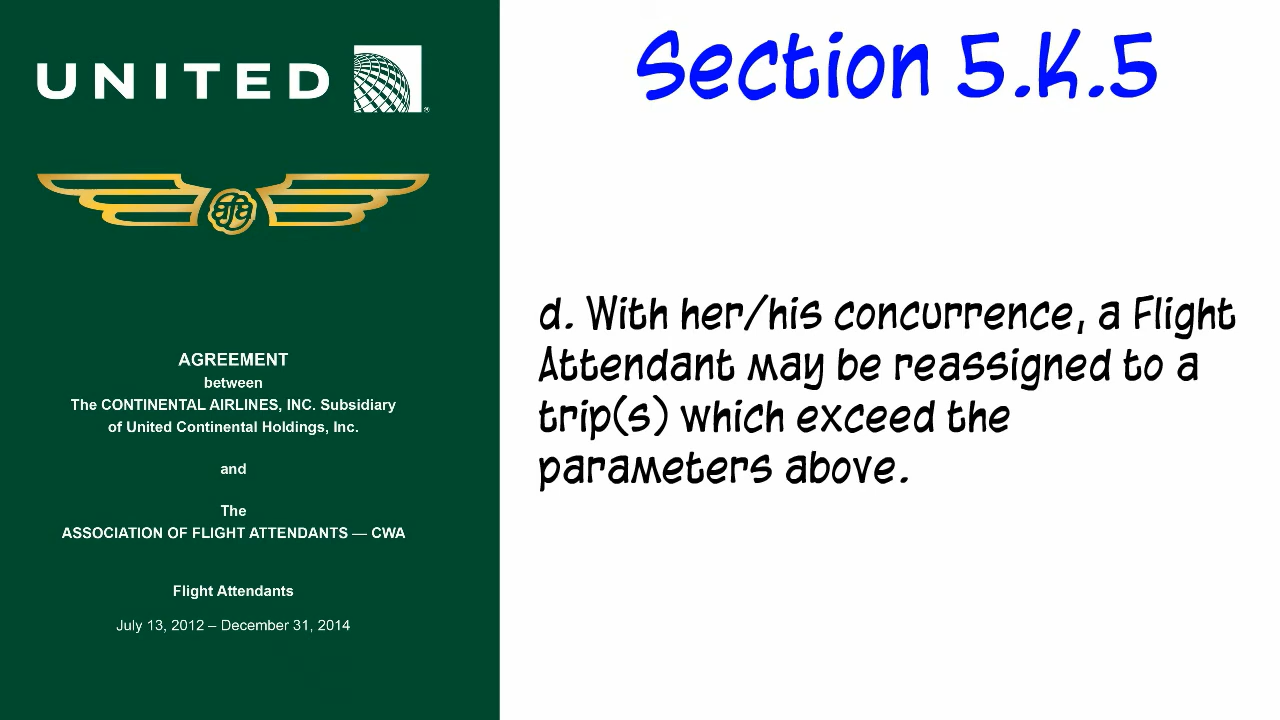 UNITED
afa
AGREEMENT
between
The CONTINENTAL AIRLINES, INC. Subsidiary
of United Continental Holdings, Inc.
and
The
ASSOCIATION OF FLIGHT ATTENDANTS — CWA
Flight Attendants
July 13, 2012 – December 31, 2014
Section 5.K.5
d. With her/his concurrence, a Flight
Attendant may be reassigned to a
trip(s) which exceed the
parameters above.